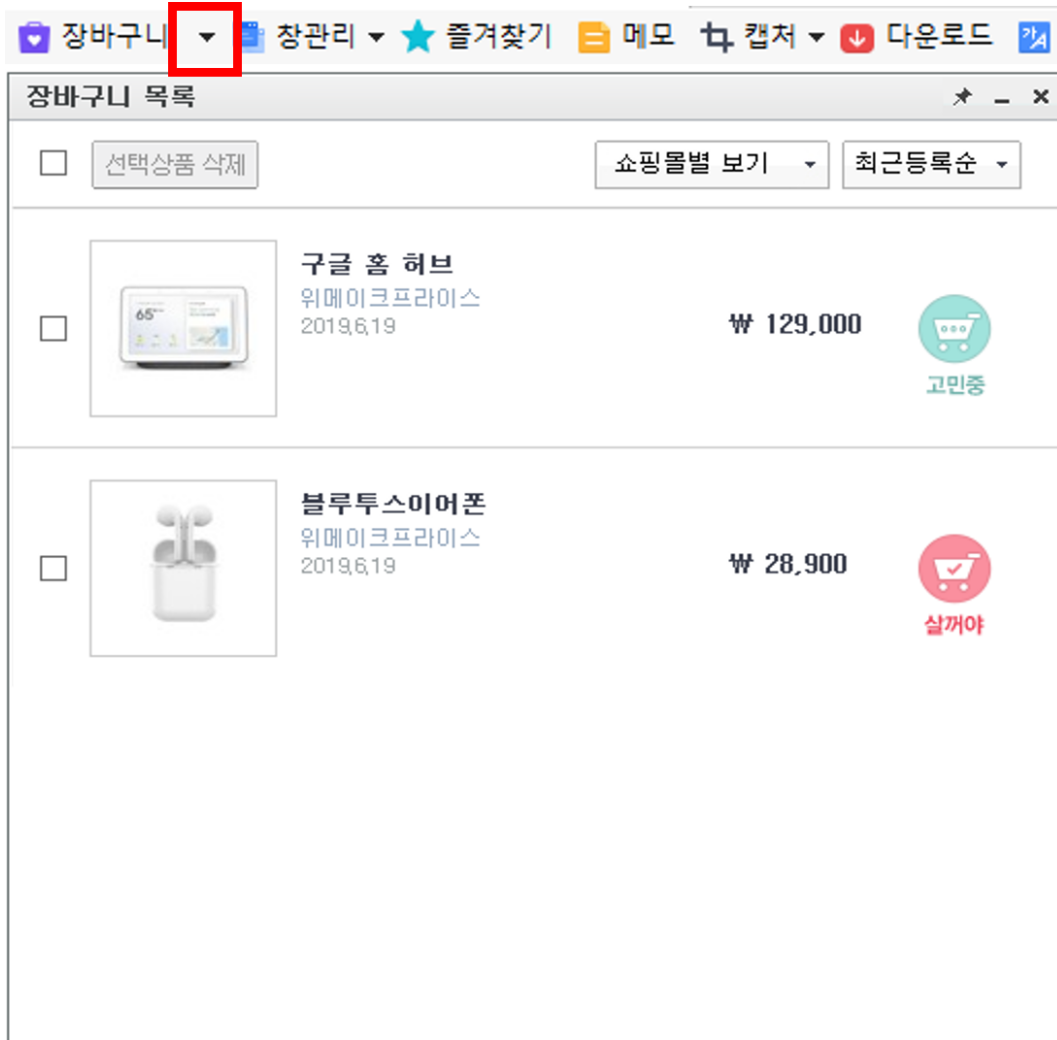 장바구니 창관리 즐겨찾기 메모 캡처 다운로드 가A
장바구니 목록
선택상품 삭제 쇼핑몰별 보기 최근등록순
65°
구글 홈 허브
위메이크프라이스
2019,6,19
₩ 129,000
고민중
블루투스이어폰
위메이크프라이스
2019,6,19
₩ 28,900
살꺼야